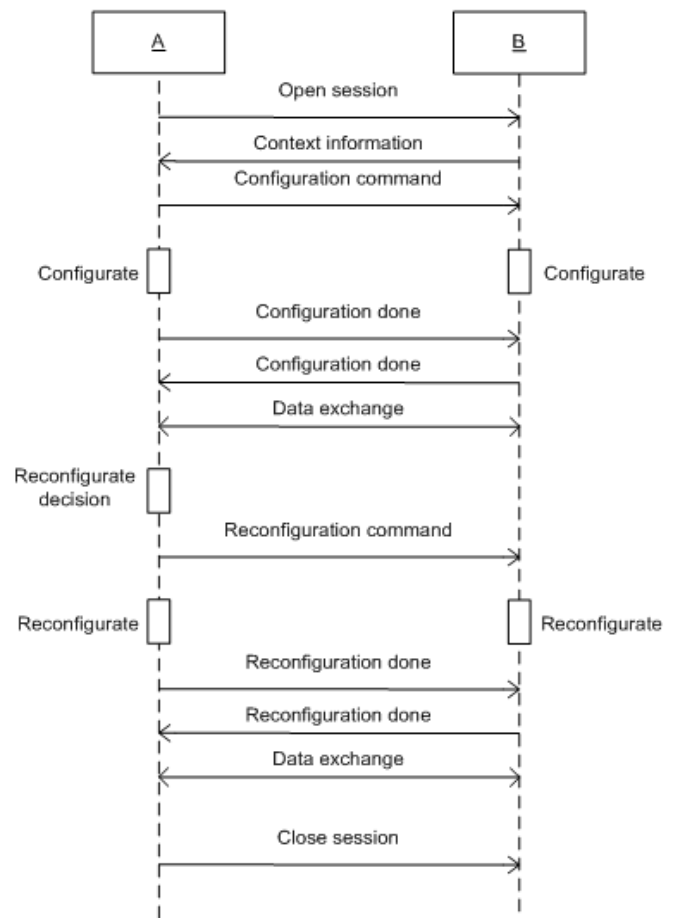 A
B
Open session
Context information
Configuration command
Configurate
Configurate
Configuration done
Configuration done
Data exchange
Reconfigurate
decision
Reconfiguration command
Reconfigurate
Reconfigurate
Reconfiguration done
Reconfiguration done
Data exchange
Close session